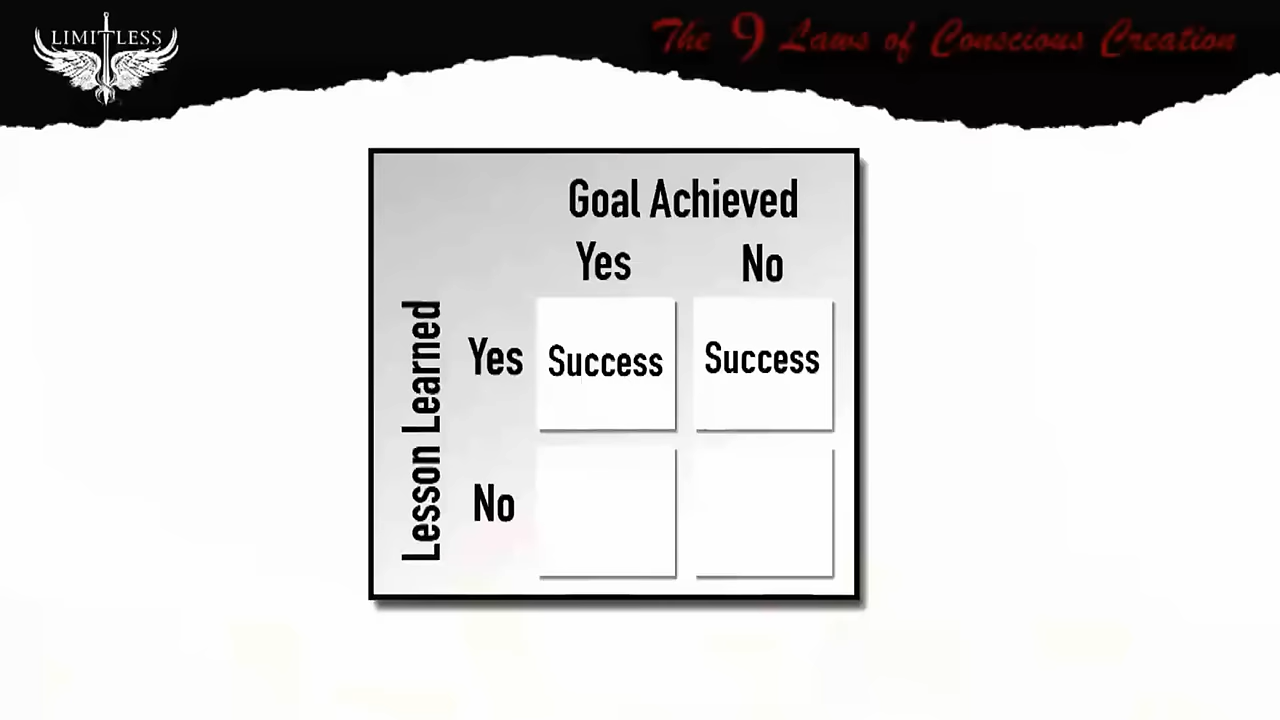 LIMITLESS
The 9 Laws of Conscious Creation
Goal Achieved
Yes No
Lesson Learned
Yes Success Success
No